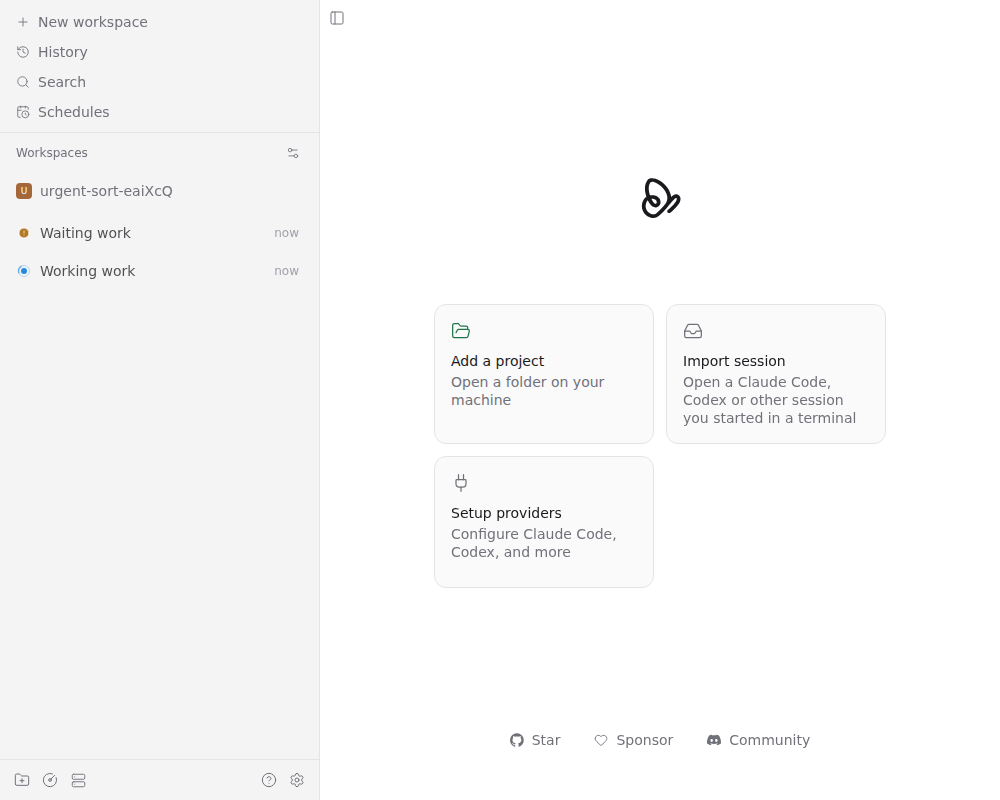 New workspace
History
Search
Schedules
Workspaces
U urgent-sort-eaiXcQ
Waiting work now
Working work now
Add a project
Open a folder on your
machine
Import session
Open a Claude Code,
Codex or other session
you started in a terminal
Setup providers
Configure Claude Code,
Codex, and more
Star Sponsor Community